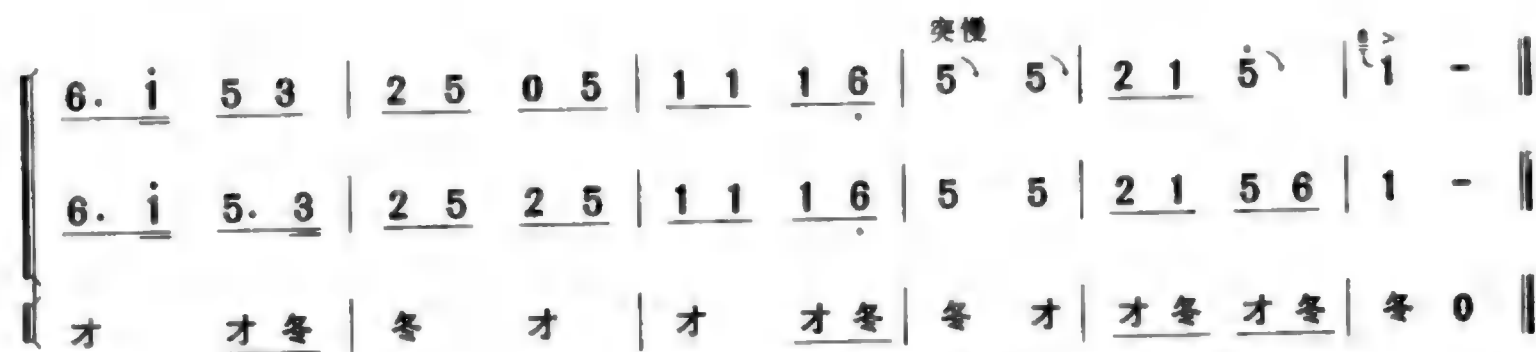 突慢
6. i̇ 5 3 | 2 5 0 5 | 1 1 1 6̣ | 5 5 | 2 1 5̇ | 1 - ‖
6. i̇ 5. 3 | 2 5 2 5 | 1 1 1 6̣ | 5 5 | 2 1 5 6 | 1 - ‖
才 才 冬 | 冬 才 | 才 才 冬 | 冬 才 | 才 冬 才 冬 | 冬 0 ‖